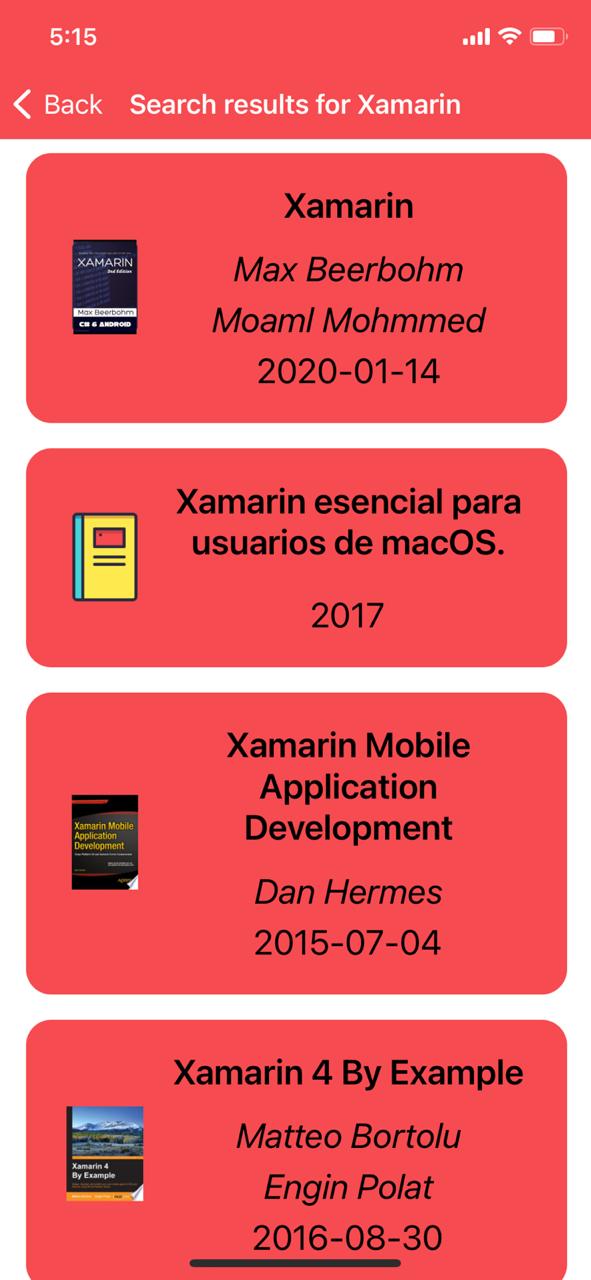 5:15
Back Search results for Xamarin
XAMARIN
2nd Edition
Max Beerbohm
C# & ANDROID
Xamarin
Max Beerbohm
Moaml Mohmmed
2020-01-14
Xamarin esencial para
usuarios de macOS.
2017
Xamarin Mobile
Application
Development
Xamarin Mobile
Application
Development
Dan Hermes
2015-07-04
Xamarin 4
By Example
Xamarin 4 By Example
Matteo Bortolu
Engin Polat
2016-08-30